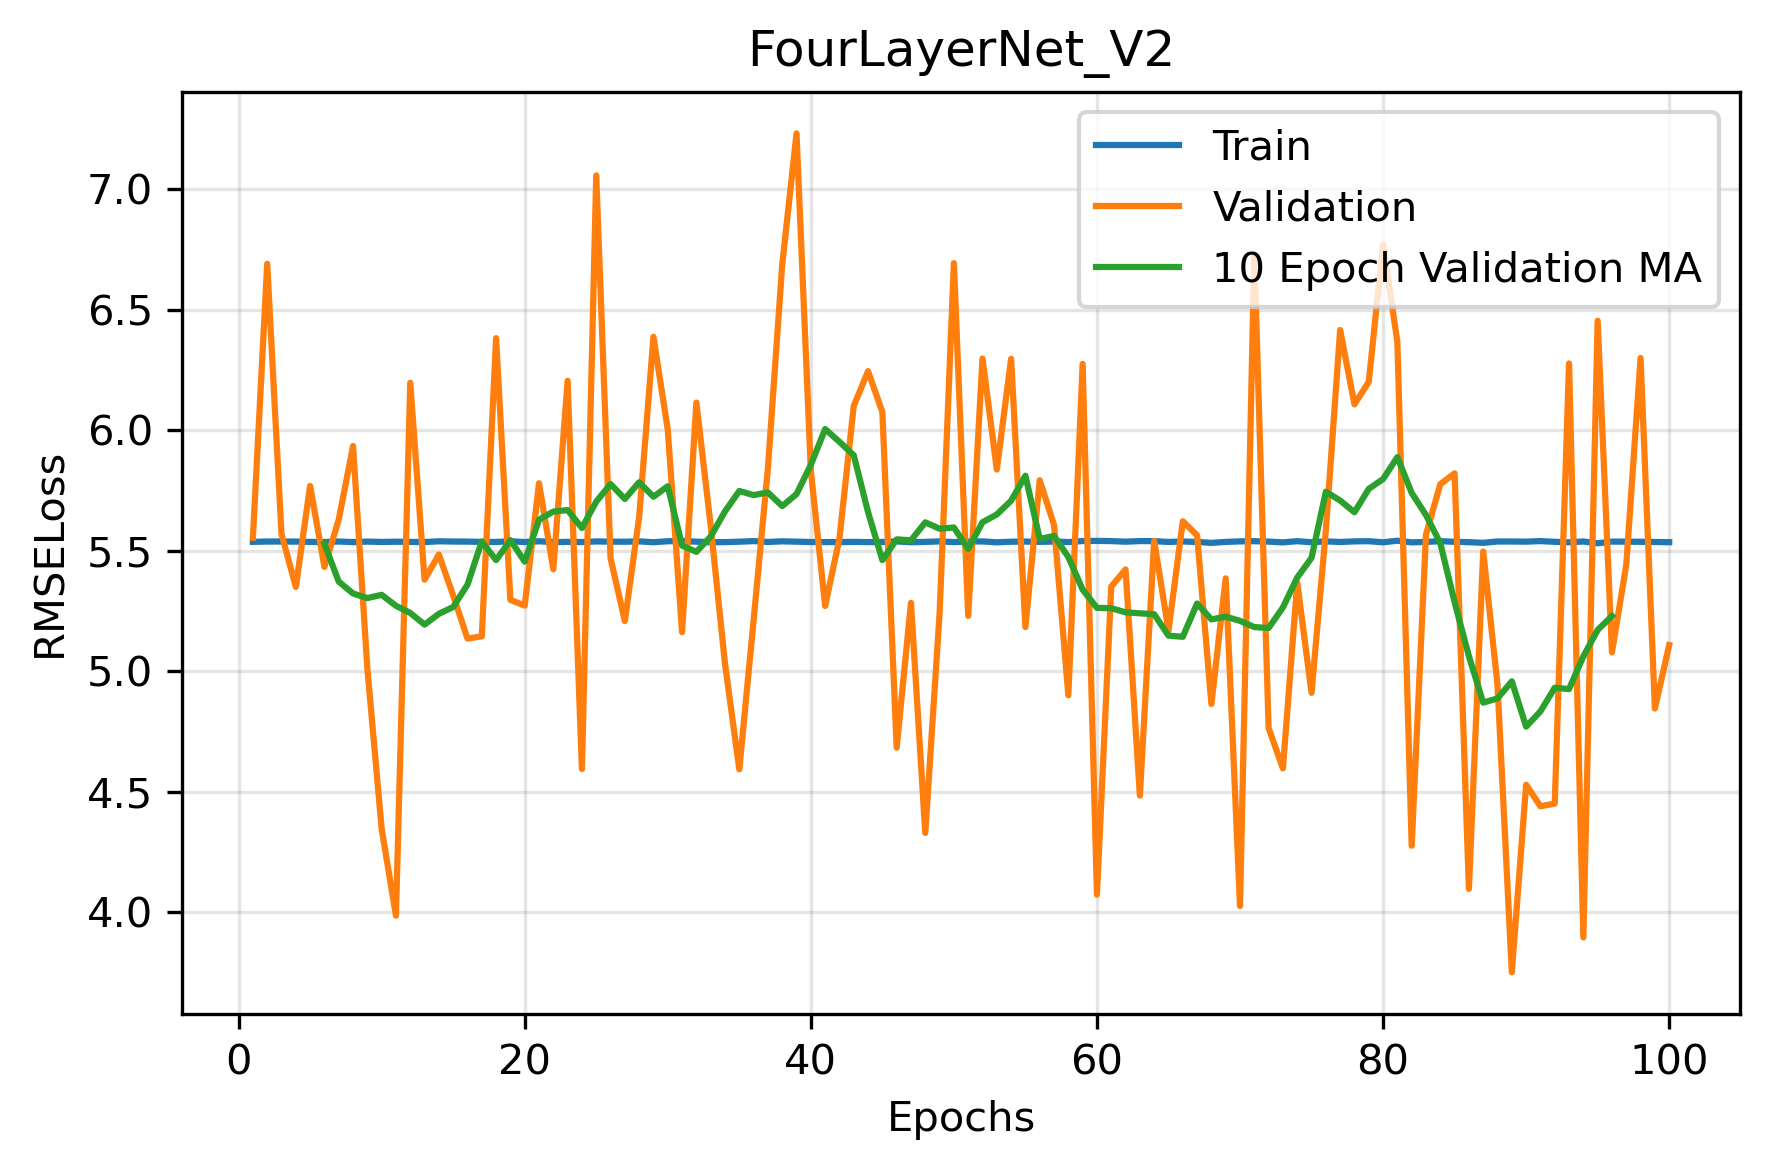 FourLayerNet_V2
Train
Validation
10 Epoch Validation MA
RMSELoss
7.0
6.5
6.0
5.5
5.0
4.5
4.0
0 20 40 60 80 100
Epochs